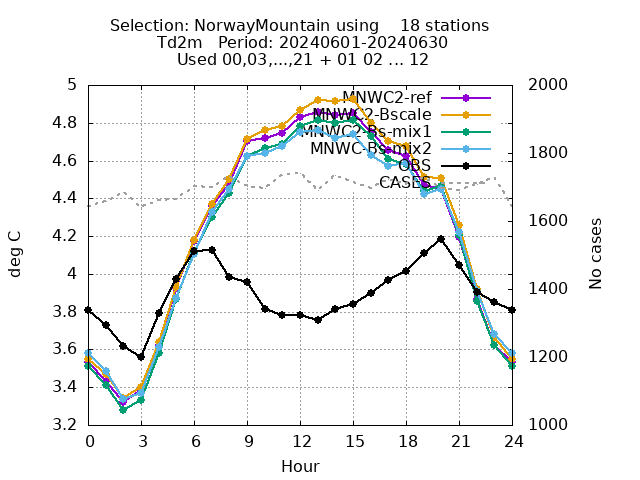 Selection: NorwayMountain using 18 stations
Td2m Period: 20240601-20240630
Used 00,03,...,21 + 01 02 ... 12
5
4.8
4.6
4.4
4.2
4
3.8
3.6
3.4
3.2
deg C
2000
1800
1600
1400
1200
1000
No cases
MNWC2-ref
MNWC2-Bscale
MNWC2-Bs-mix1
MNWC-Bs-mix2
OBS
CASES
0 3 6 9 12 15 18 21 24
Hour